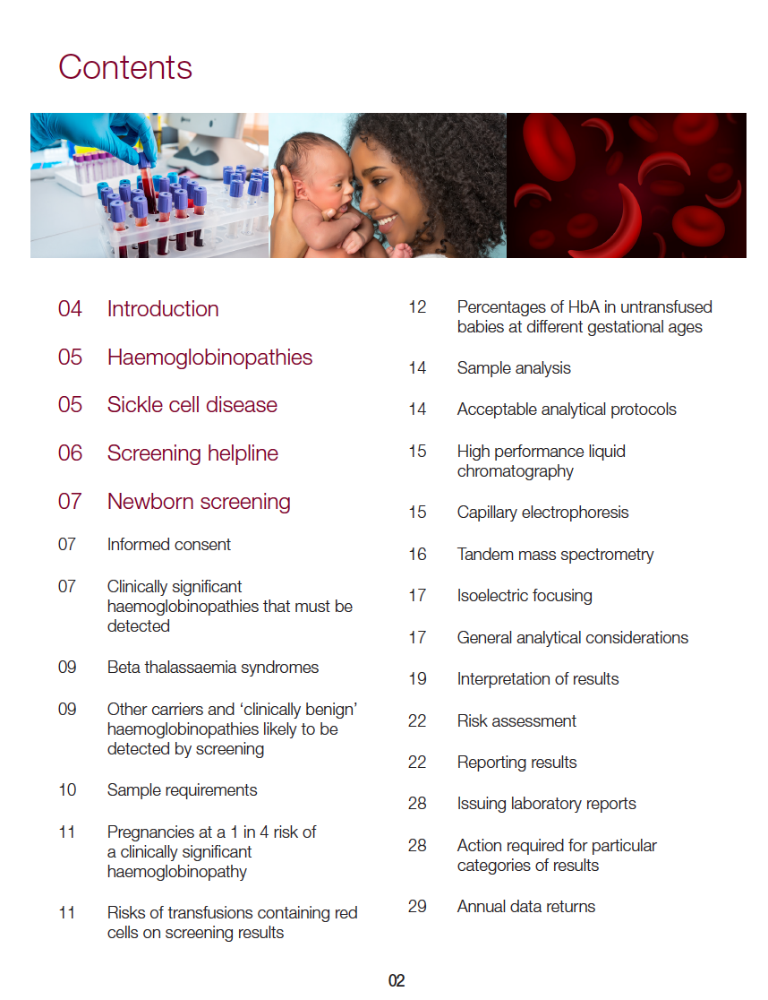 Contents
04 Introduction
05 Haemoglobinopathies
05 Sickle cell disease
06 Screening helpline
07 Newborn screening
07 Informed consent
07 Clinically significant
haemoglobinopathies that must be
detected
09 Beta thalassaemia syndromes
09 Other carriers and ‘clinically benign’
haemoglobinopathies likely to be
detected by screening
10 Sample requirements
11 Pregnancies at a 1 in 4 risk of
a clinically significant
haemoglobinopathy
11 Risks of transfusions containing red
cells on screening results
12 Percentages of HbA in untransfused
babies at different gestational ages
14 Sample analysis
14 Acceptable analytical protocols
15 High performance liquid
chromatography
15 Capillary electrophoresis
16 Tandem mass spectrometry
17 Isoelectric focusing
17 General analytical considerations
19 Interpretation of results
22 Risk assessment
22 Reporting results
28 Issuing laboratory reports
28 Action required for particular
categories of results
29 Annual data returns
02